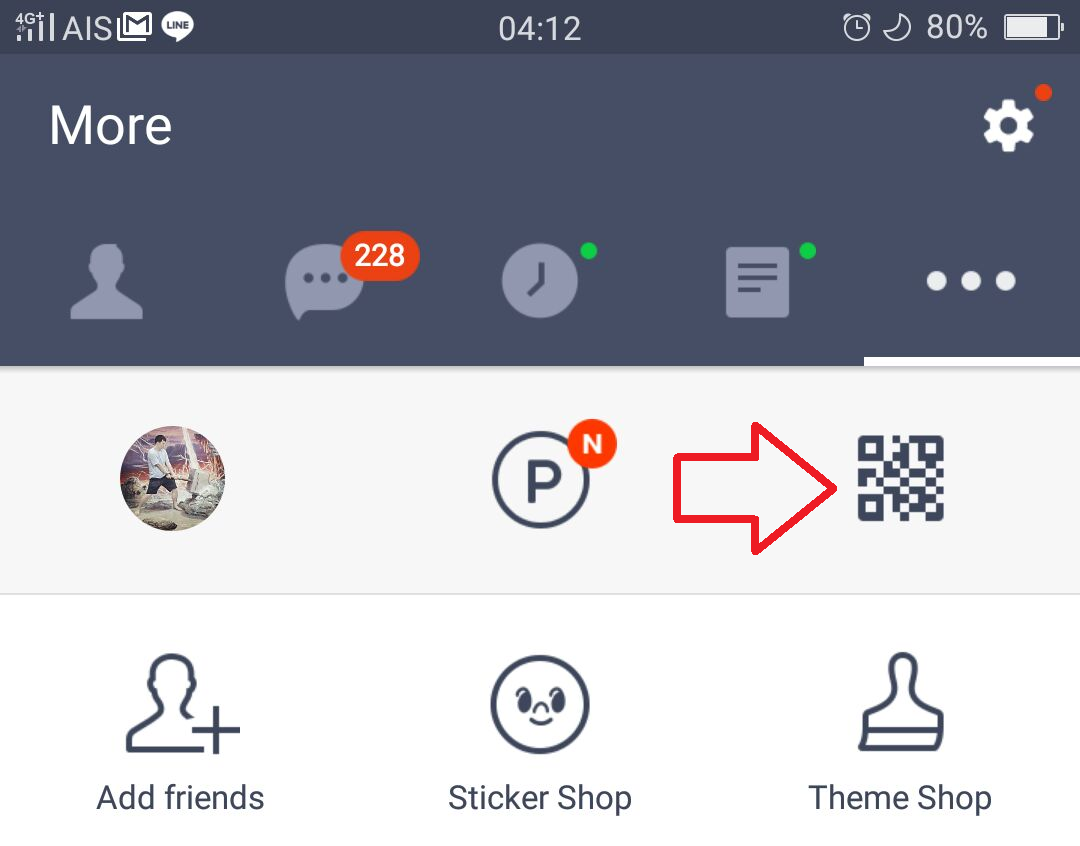 4G+ AIS LINE 04:12 80%
More
228
P N
Add friends Sticker Shop Theme Shop